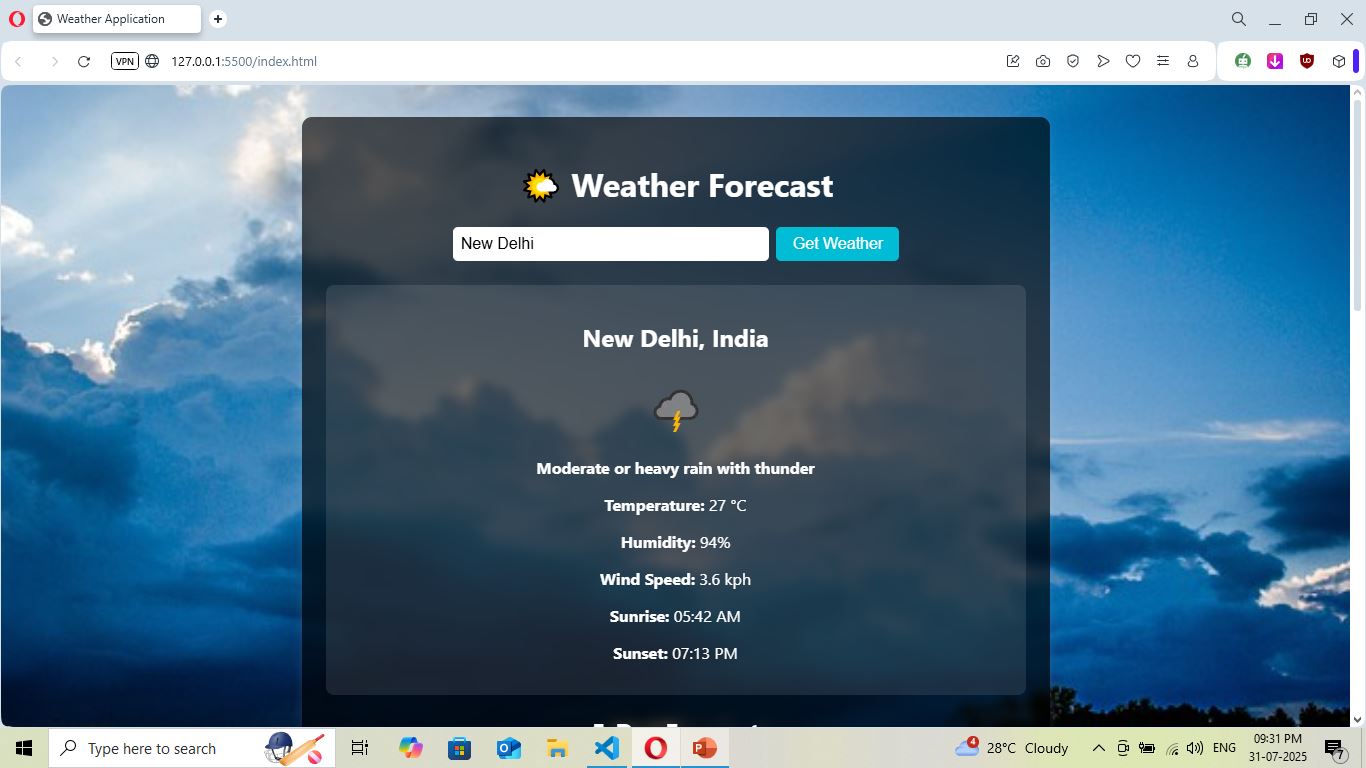 Weather Application
VPN
127.0.0.1:5500/index.html
UO
Weather Forecast
New Delhi
Get Weather
New Delhi, India
Moderate or heavy rain with thunder
Temperature: 27 °C
Humidity: 94%
Wind Speed: 3.6 kph
Sunrise: 05:42 AM
Sunset: 07:13 PM
Type here to search
4
28°C Cloudy
ENG
09:31 PM
31-07-2025
7